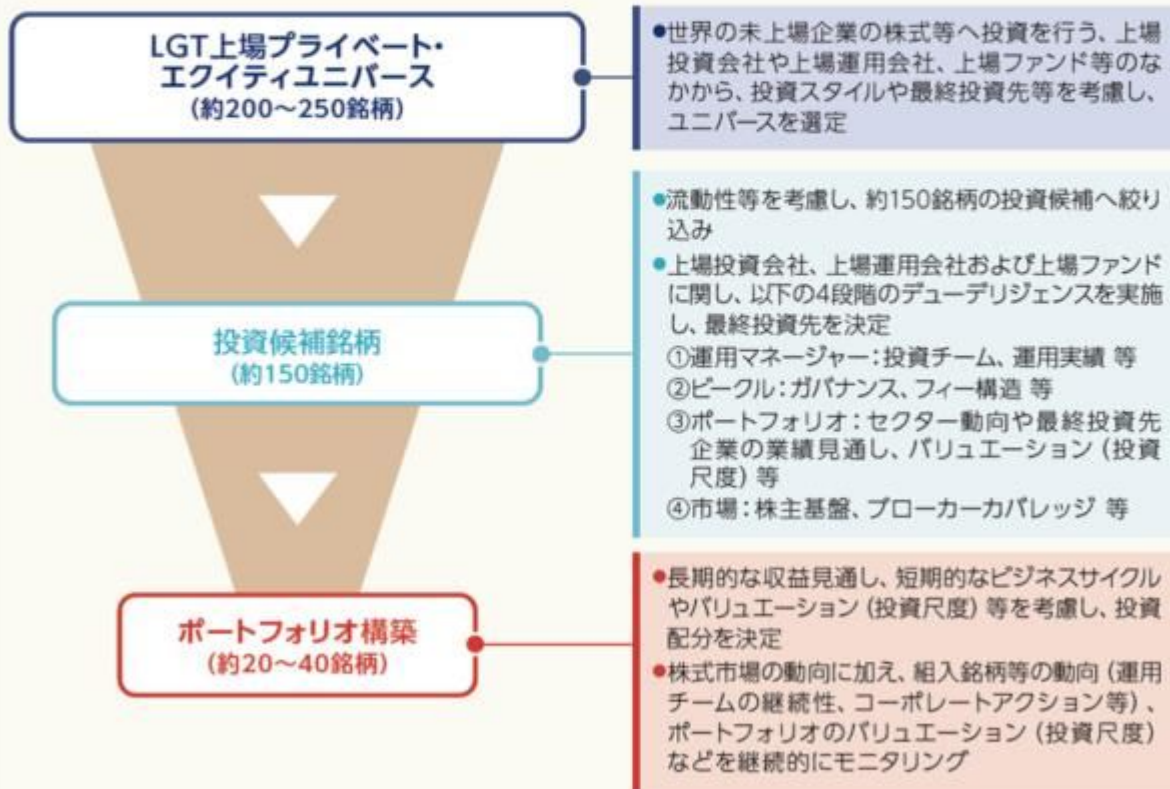 LGT上場プライベート・
エクイティユニバース
(約200〜250銘柄)
●世界の未上場企業の株式等へ投資を行う、上場
投資会社や上場運用会社、上場ファンド等のな
かから、投資スタイルや最終投資先等を考慮し、
ユニバースを選定
投資候補銘柄
(約150銘柄)
●流動性等を考慮し、約150銘柄の投資候補へ絞り
込み
●上場投資会社、上場運用会社および上場ファンド
に関し、以下の4段階のデューデリジェンスを実施
し、最終投資先を決定
①運用マネージャー：投資チーム、運用実績 等
②ビークル：ガバナンス、フィー構造 等
③ポートフォリオ：セクター動向や最終投資先
企業の業績見通し、バリュエーション（投資
尺度）等
④市場：株主基盤、ブローカーカバレッジ 等
ポートフォリオ構築
(約20〜40銘柄)
●長期的な収益見通し、短期的なビジネスサイクル
やバリュエーション（投資尺度）等を考慮し、投資
配分を決定
●株式市場の動向に加え、組入銘柄等の動向（運用
チームの継続性、コーポレートアクション等）、
ポートフォリオのバリュエーション（投資尺度）
などを継続的にモニタリング